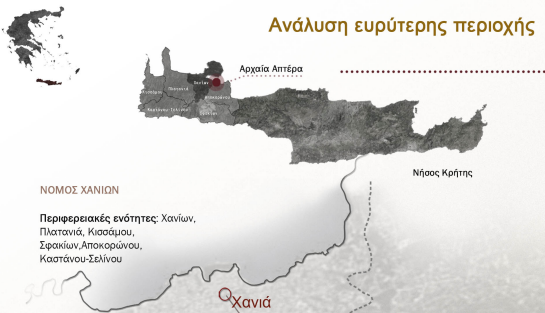 Ανάλυση ευρύτερης περιοχής
Αρχαία Απτέρα
Νήσος Κρήτης
ΝΟΜΟΣ ΧΑΝΙΩΝ
Περιφερειακές ενότητες: Χανίων,
Πλατανιά, Κισσάμου,
Σφακίων,Αποκορώνου,
Καστάνου-Σελίνου
Χανιά